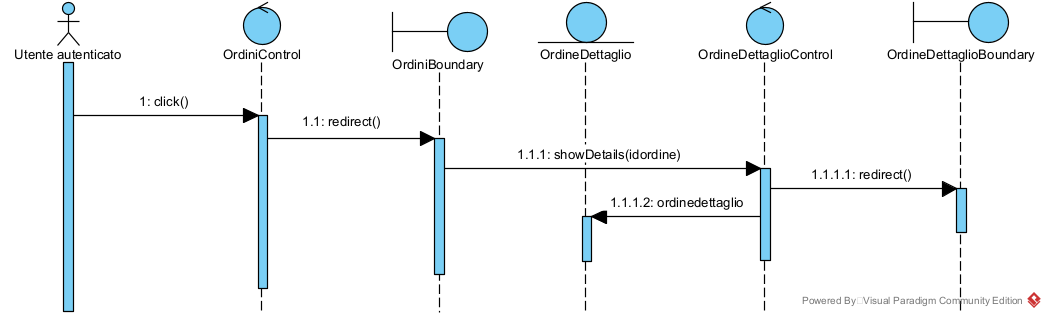 Utente autenticato
OrdiniControl
OrdiniBoundary
OrdineDettaglio
OrdineDettaglioControl
OrdineDettaglioBoundary
1: click()
1.1: redirect()
1.1.1: showDetails(idordine)
1.1.1.1: redirect()
1.1.1.2: ordinedettaglio
Powered By Visual Paradigm Community Edition